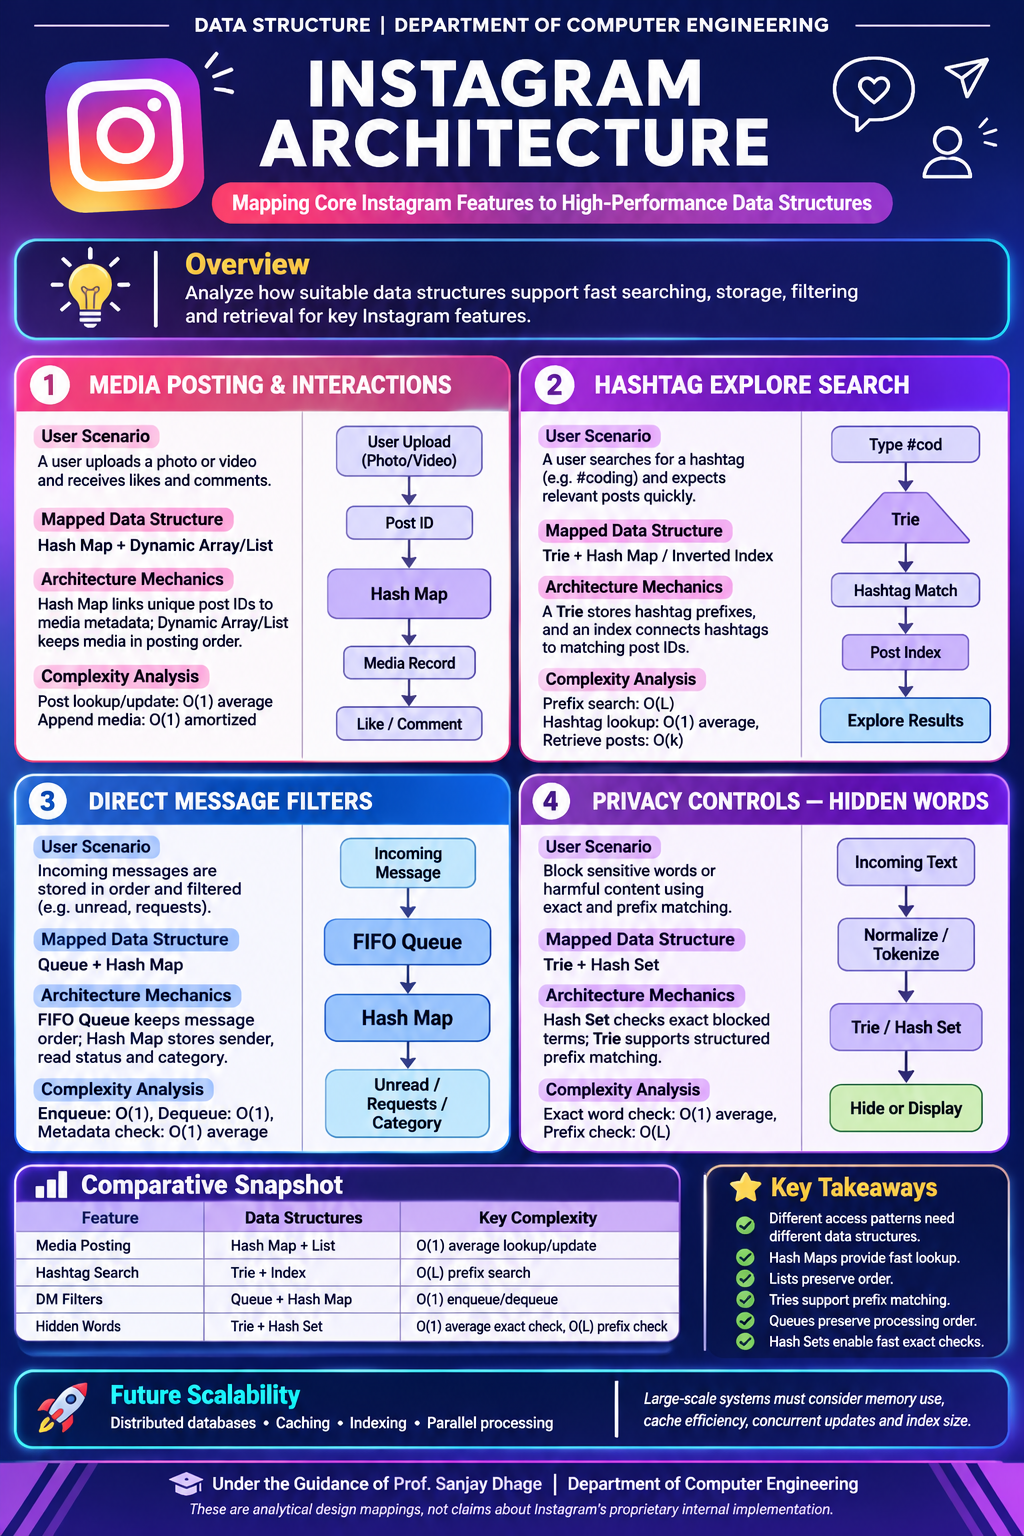 DATA STRUCTURE | DEPARTMENT OF COMPUTER ENGINEERING
INSTAGRAM
ARCHITECTURE
Mapping Core Instagram Features to High-Performance Data Structures
Overview
Analyze how suitable data structures support fast searching, storage, filtering
and retrieval for key Instagram features.
1 MEDIA POSTING & INTERACTIONS
User Scenario
A user uploads a photo or video
and receives likes and comments.
Mapped Data Structure
Hash Map + Dynamic Array/List
Architecture Mechanics
Hash Map links unique post IDs to
media metadata; Dynamic Array/List
keeps media in posting order.
Complexity Analysis
Post lookup/update: O(1) average
Append media: O(1) amortized
User Upload
(Photo/Video)
Post ID
Hash Map
Media Record
Like / Comment
2 HASHTAG EXPLORE SEARCH
User Scenario
A user searches for a hashtag
(e.g. #coding) and expects
relevant posts quickly.
Mapped Data Structure
Trie + Hash Map / Inverted Index
Architecture Mechanics
A Trie stores hashtag prefixes,
and an index connects hashtags
to matching post IDs.
Complexity Analysis
Prefix search: O(L)
Hashtag lookup: O(1) average,
Retrieve posts: O(k)
Type #cod
Trie
Hashtag Match
Post Index
Explore Results
3 DIRECT MESSAGE FILTERS
User Scenario
Incoming messages are
stored in order and filtered
(e.g. unread, requests).
Mapped Data Structure
Queue + Hash Map
Architecture Mechanics
FIFO Queue keeps message
order; Hash Map stores sender,
read status and category.
Complexity Analysis
Enqueue: O(1), Dequeue: O(1),
Metadata check: O(1) average
Incoming
Message
FIFO Queue
Hash Map
Unread /
Requests /
Category
4 PRIVACY CONTROLS — HIDDEN WORDS
User Scenario
Block sensitive words or
harmful content using
exact and prefix matching.
Mapped Data Structure
Trie + Hash Set
Architecture Mechanics
Hash Set checks exact blocked
terms; Trie supports structured
prefix matching.
Complexity Analysis
Exact word check: O(1) average,
Prefix check: O(L)
Incoming Text
Normalize /
Tokenize
Trie / Hash Set
Hide or Display
Comparative Snapshot
Feature Data Structures Key Complexity
Media Posting Hash Map + List O(1) average lookup/update
Hashtag Search Trie + Index O(L) prefix search
DM Filters Queue + Hash Map O(1) enqueue/dequeue
Hidden Words Trie + Hash Set O(1) average exact check, O(L) prefix check
Key Takeaways
Different access patterns need
different data structures.
Hash Maps provide fast lookup.
Lists preserve order.
Tries support prefix matching.
Queues preserve processing order.
Hash Sets enable fast exact checks.
Future Scalability
Distributed databases • Caching • Indexing • Parallel processing
Large-scale systems must consider memory use,
cache efficiency, concurrent updates and index size.
Under the Guidance of Prof. Sanjay Dhage | Department of Computer Engineering
These are analytical design mappings, not claims about Instagram's proprietary internal implementation.